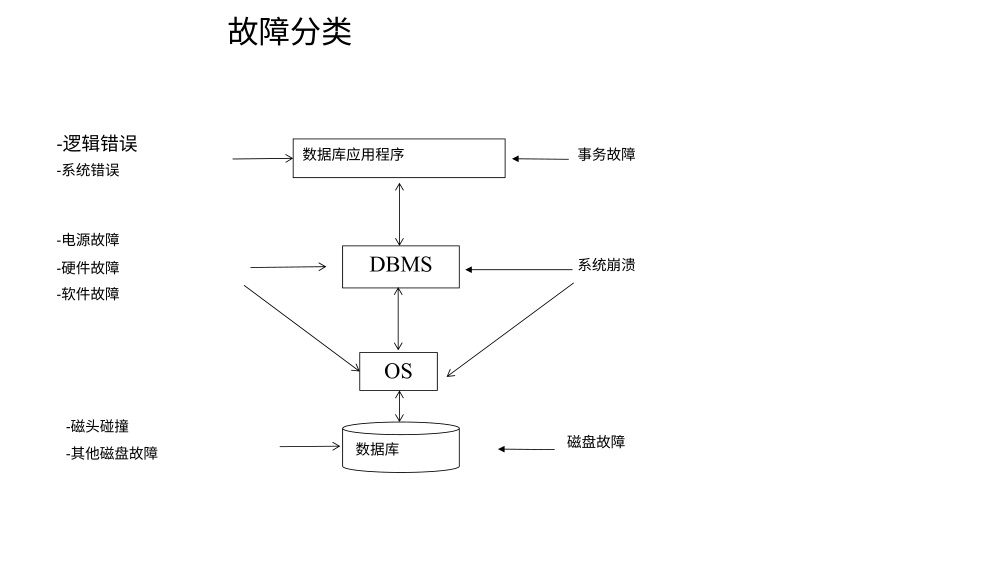 故障分类
-逻辑错误
-系统错误
数据库应用程序
事务故障
-电源故障
-硬件故障
-软件故障
DBMS
系统崩溃
OS
-磁头碰撞
-其他磁盘故障
数据库
磁盘故障